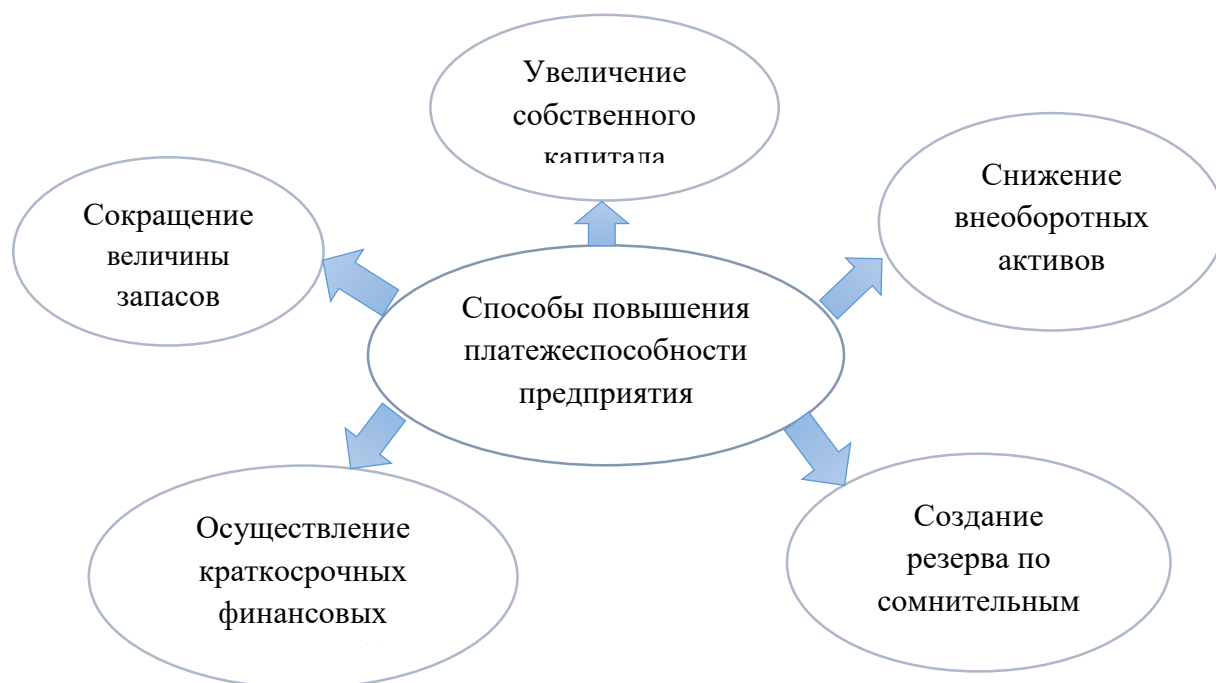 Увеличение
собственного
капитала
Снижение
внеоборотных
активов
Сокращение
величины
запасов
Способы повышения
платежеспособности
предприятия
Осуществление
краткосрочных
финансовых
Создание
резерва по
сомнительным